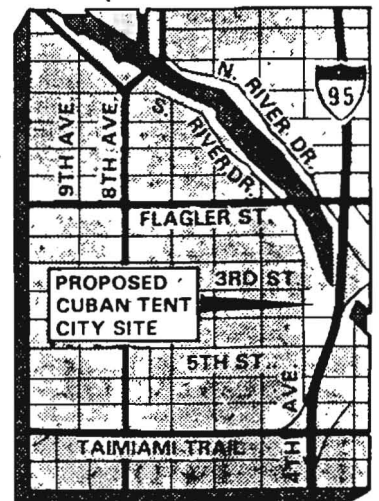 N. RIVER DR.
95
S. RIVER DR.
9TH AVE.
8TH AVE.
FLAGLER ST.
PROPOSED
CUBAN TENT
CITY SITE
3RD ST
5TH ST.
4TH AVE.
TAIMIAMI TRAIL